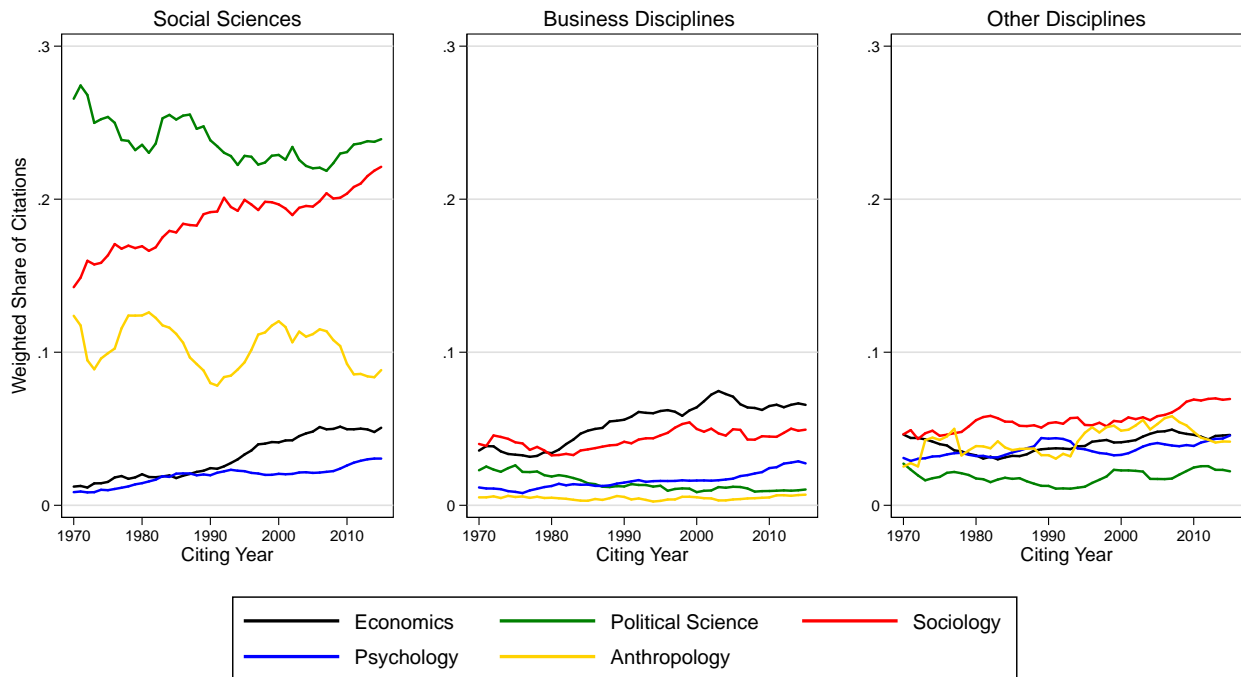 Social Sciences
Business Disciplines
Other Disciplines
Weighted Share of Citations
.3
.2
.1
0
1970 1980 1990 2000 2010
Citing Year
.3
.2
.1
0
1970 1980 1990 2000 2010
Citing Year
.3
.2
.1
0
1970 1980 1990 2000 2010
Citing Year
Economics Political Science Sociology
Psychology Anthropology